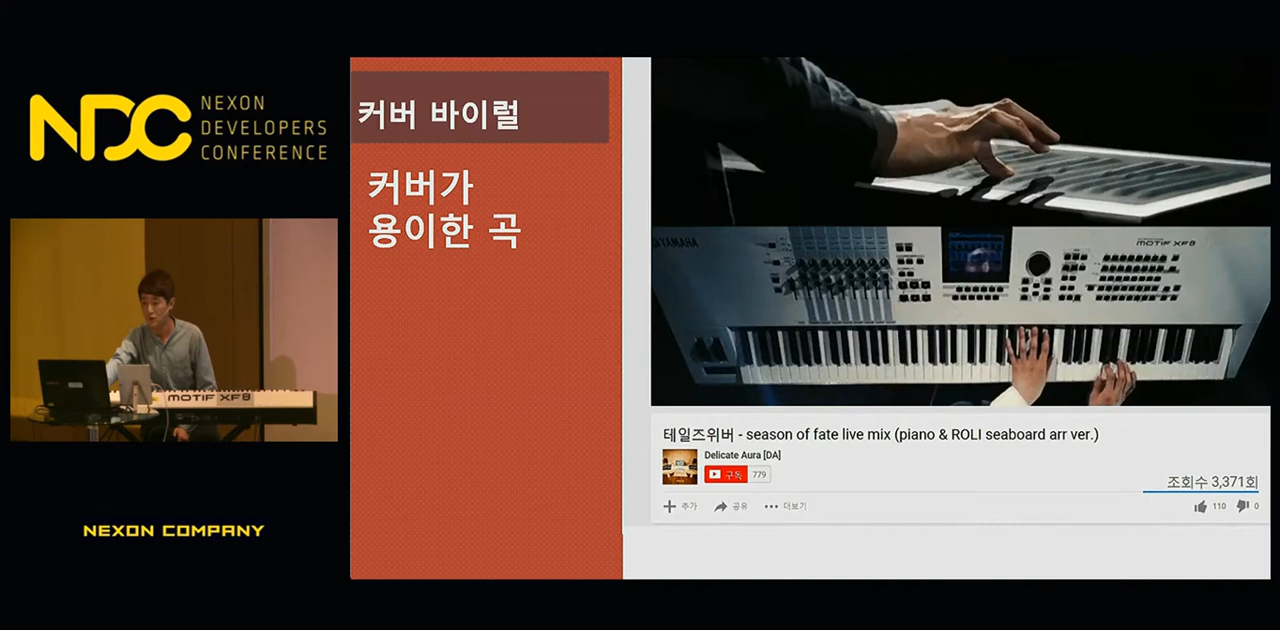 NDC
NEXON
DEVELOPERS
CONFERENCE
MOTIF XF8
NEXON COMPANY
커버 바이럴
커버가
용이한 곡
YAMAHA
MOTIF XF8
테일즈위버 - season of fate live mix (piano & ROLI seaboard arr ver.)
Delicate Aura [DA]
구독 779
조회수 3,371회
추가 공유 더보기 110 0